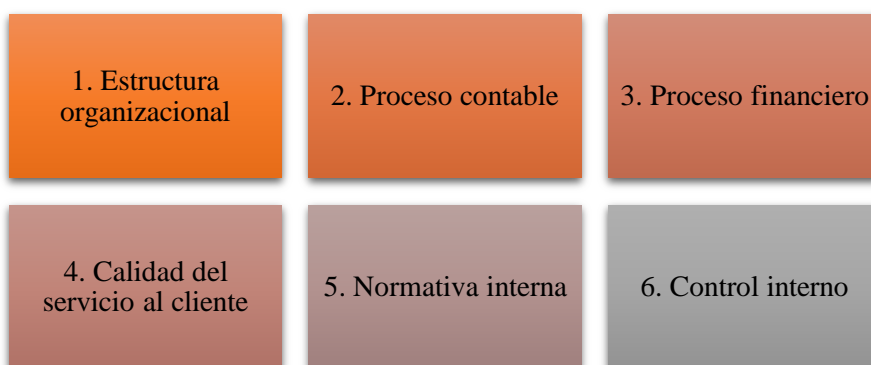 1. Estructura
organizacional
2. Proceso contable
3. Proceso financiero
4. Calidad del
servicio al cliente
5. Normativa interna
6. Control interno